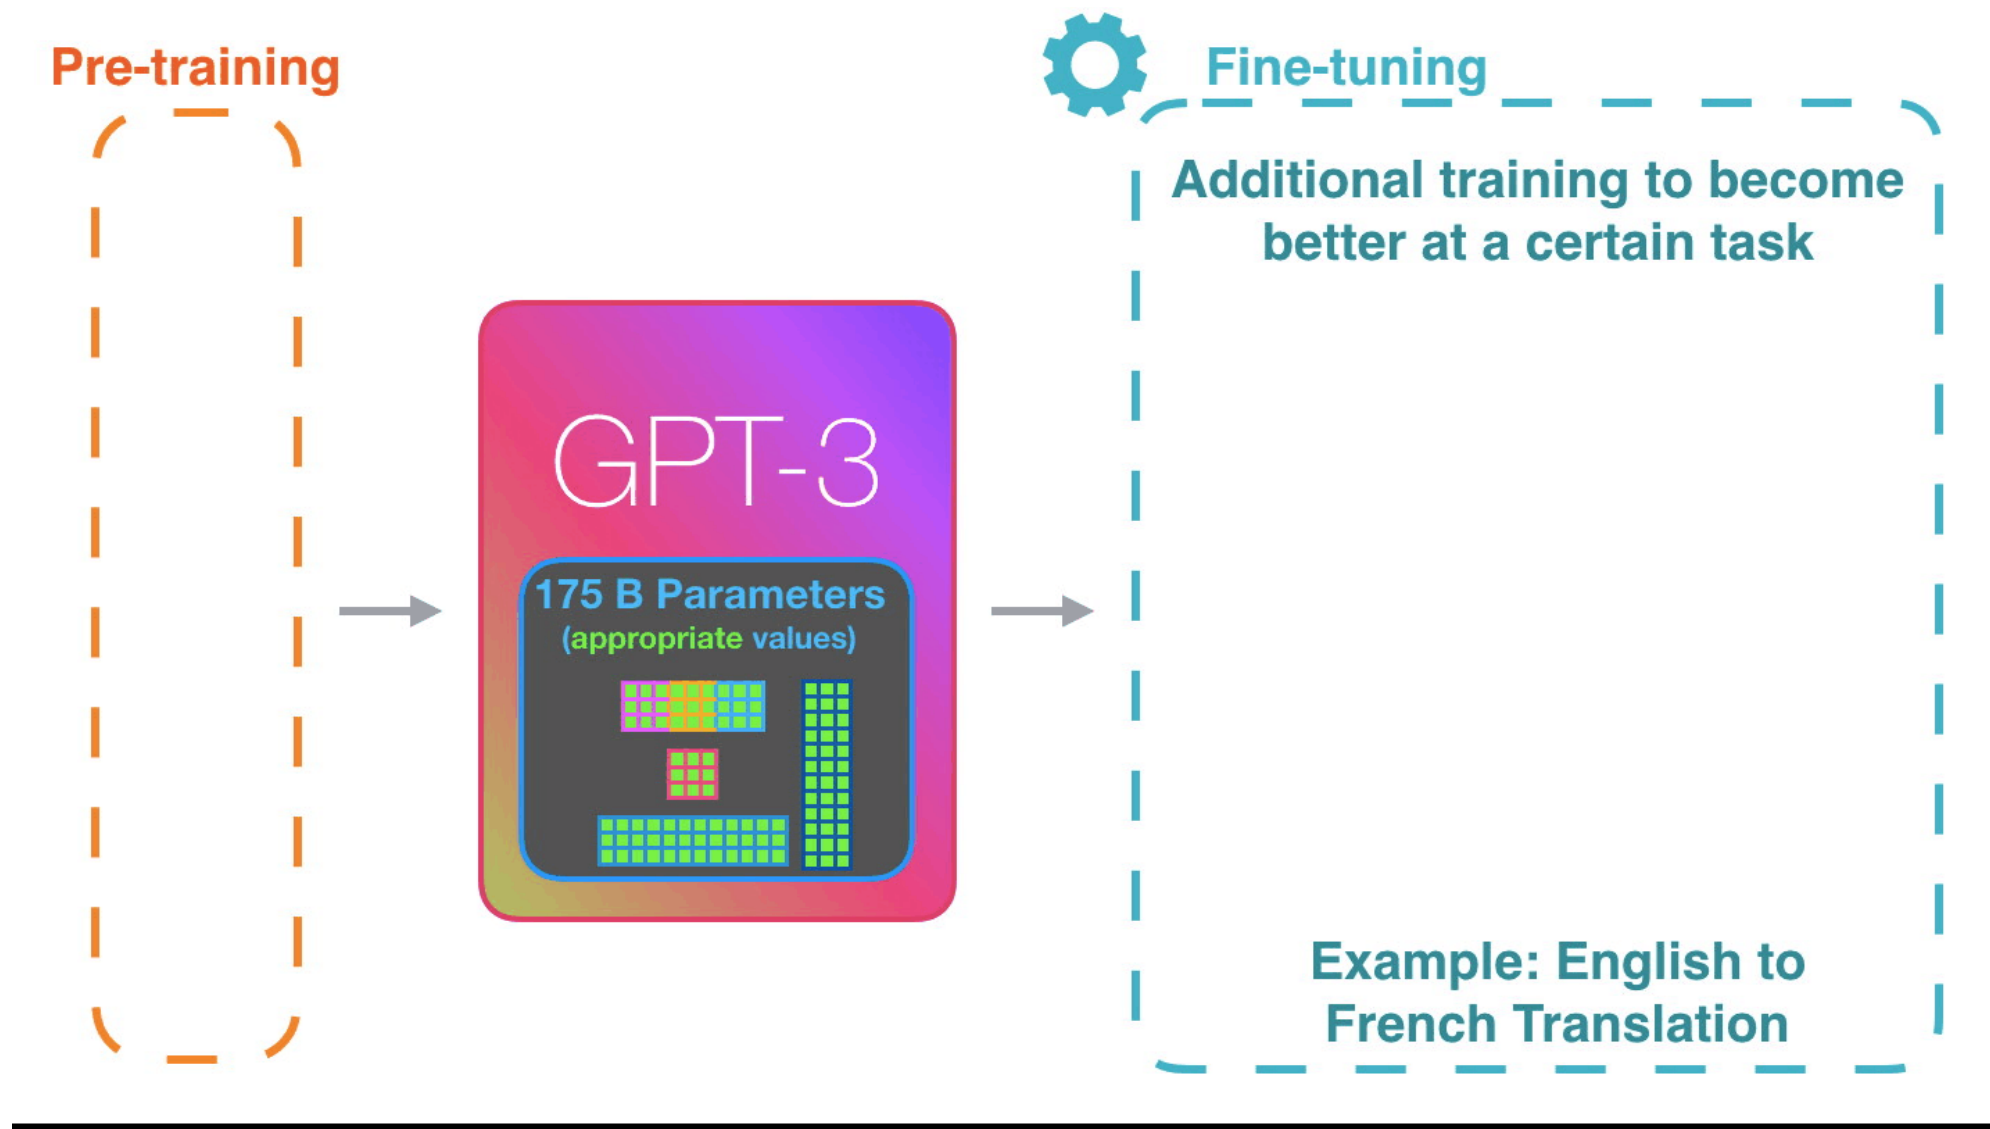 Pre-training
Fine-tuning
Additional training to become
better at a certain task
GPT-3
175 B Parameters
(appropriate values)
Example: English to
French Translation